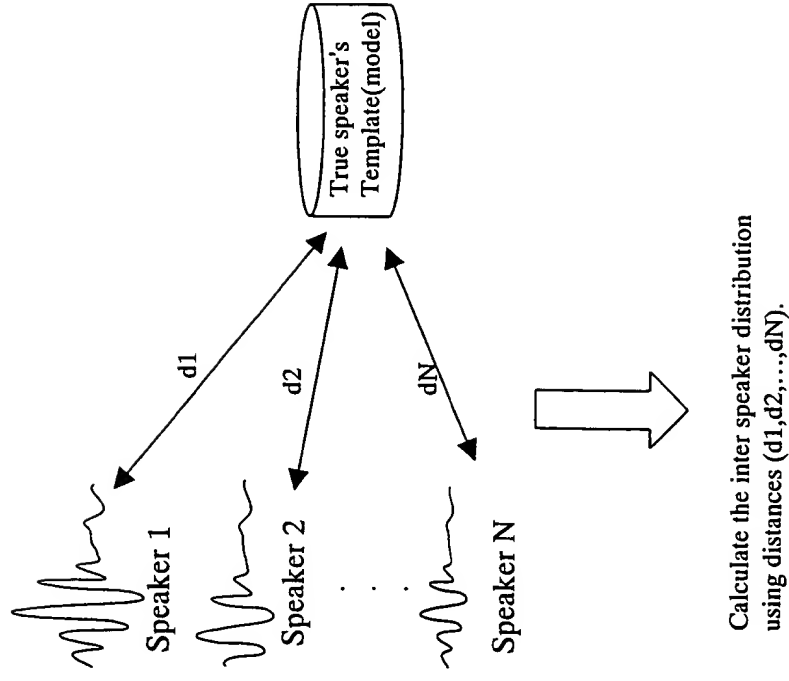 Speaker 1
Speaker 2
Speaker N
d1
d2
dN
True speaker's
Template(model)
Calculate the inter speaker distribution
using distances (d1,d2,...,dN).